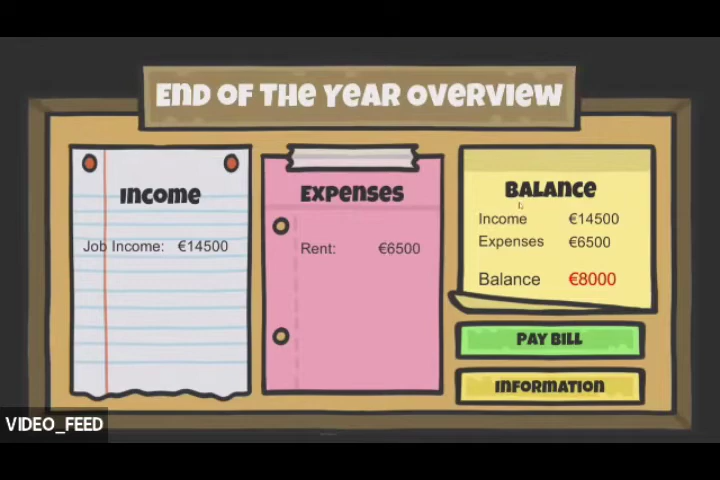 END OF THE YEAR OVERVIEW
INCOME
Job Income: €14500
EXPENSES
Rent: €6500
BALANCE
Income €14500
Expenses €6500
Balance €8000
PAY BILL
INFORMATION
VIDEO_FEED